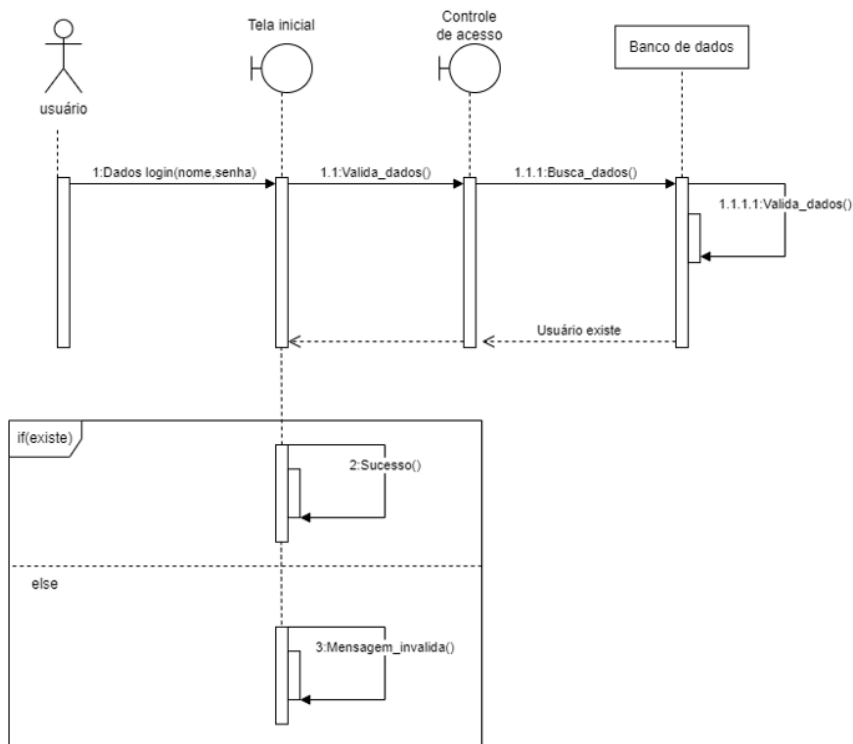 Tela inicial
Controle
de acesso
Banco de dados
usuário
1:Dados login(nome,senha)
1.1:Valida_dados()
1.1.1:Busca_dados()
1.1.1.1:Valida_dados()
Usuário existe
if(existe)
2:Sucesso()
else
3:Mensagem_invalida()